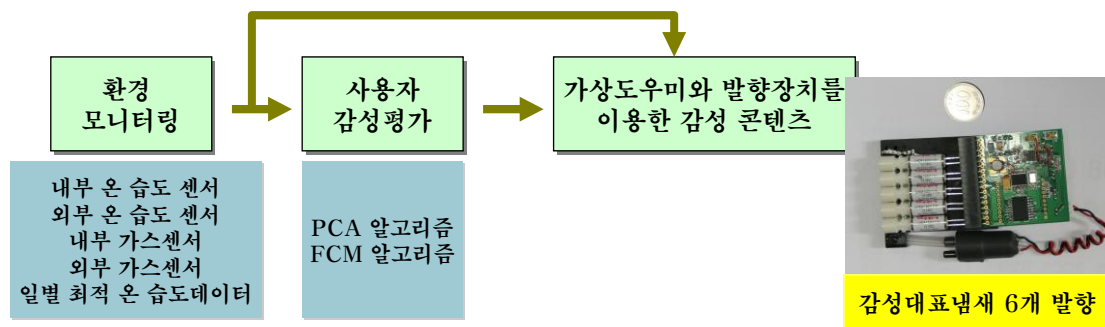 환경
모니터링
사용자
감성평가
가상도우미와 발향장치를
이용한 감성 콘텐츠
내부 온 습도 센서
외부 온 습도 센서
내부 가스센서
외부 가스센서
일별 최적 온 습도데이터
PCA 알고리즘
FCM 알고리즘
100
감성대표냄새 6개 발향